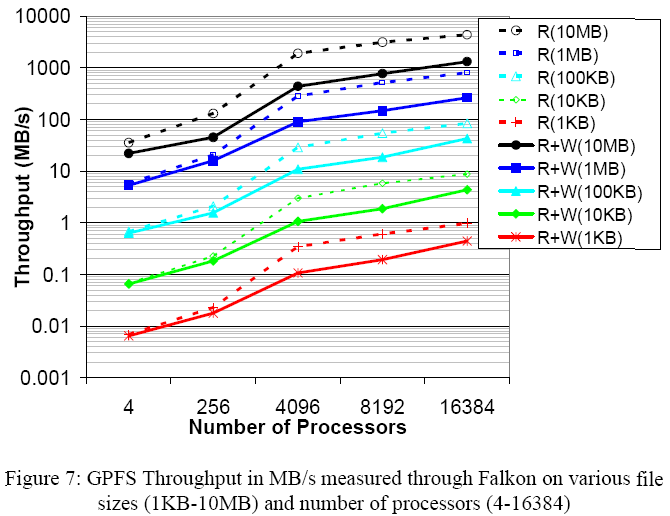 10000
1000
100
10
1
0.1
0.01
0.001
Throughput (MB/s)
4 256 4096 8192 16384
Number of Processors
R(10MB)
R(1MB)
R(100KB)
R(10KB)
R(1KB)
R+W(10MB)
R+W(1MB)
R+W(100KB)
R+W(10KB)
R+W(1KB)
Figure 7: GPFS Throughput in MB/s measured through Falkon on various file
sizes (1KB-10MB) and number of processors (4-16384)